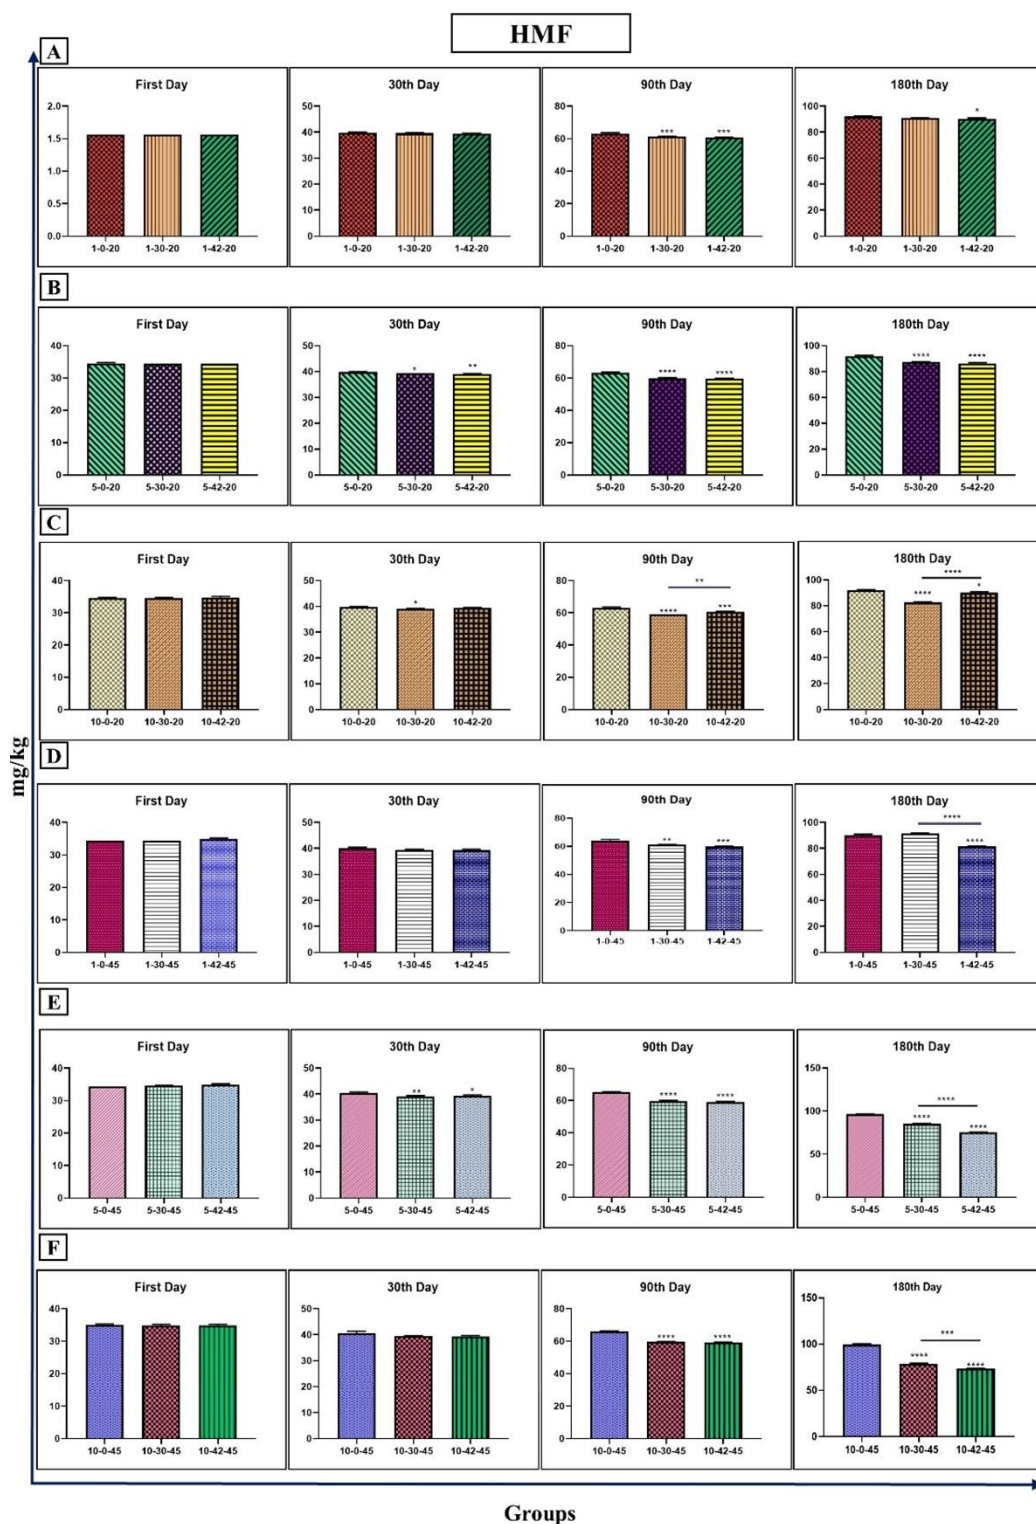 HMF
A
First Day 30th Day 90th Day 180th Day
2.0 50 80 100
1.5 40 60 80
1.0 30 40 60
0.5 20 20 40
0.0 10 0 20
0 0
*** *** *
1-0-20 1-30-20 1-42-20 1-0-20 1-30-20 1-42-20 1-0-20 1-30-20 1-42-20 1-0-20 1-30-20 1-42-20
B
First Day 30th Day 90th Day 180th Day
40 50 80 100
30 40 60 80
20 30 40 60
10 20 20 40
0 10 0 20
0 0
* ** **** **** **** ****
5-0-20 5-30-20 5-42-20 5-0-20 5-30-20 5-42-20 5-0-20 5-30-20 5-42-20 5-0-20 5-30-20 5-42-20
C
First Day 30th Day 90th Day 180th Day
40 50 80 100
30 40 60 80
20 30 40 60
10 20 20 40
0 10 0 20
0 0
** ****
* **** *** **** *
10-0-20 10-30-20 10-42-20 10-0-20 10-30-20 10-42-20 10-0-20 10-30-20 10-42-20 10-0-20 10-30-20 10-42-20
mg/kg
D
First Day 30th Day 90th Day 180th Day
40 50 80 100
30 40 60 80
20 30 40 60
10 20 20 40
0 10 0 20
0 0
****
** *** ****
1-0-45 1-30-45 1-42-45 1-0-45 1-30-45 1-42-45 1-0-45 1-30-45 1-42-45 1-0-45 1-30-45 1-42-45
E
First Day 30th Day 90th Day 180th Day
40 50 80 150
30 40 60 100
20 30 40 50
10 20 20 0
0 10 0
0
****
** * **** **** **** ****
5-0-45 5-30-45 5-42-45 5-0-45 5-30-45 5-42-45 5-0-45 5-30-45 5-42-45 5-0-45 5-30-45 5-42-45
F
First Day 30th Day 90th Day 180th Day
40 50 80 150
30 40 60 100
20 30 40 50
10 20 20 0
0 10 0
0
***
**** **** **** ****
10-0-45 10-30-45 10-42-45 10-0-45 10-30-45 10-42-45 10-0-45 10-30-45 10-42-45 10-0-45 10-30-45 10-42-45
Groups